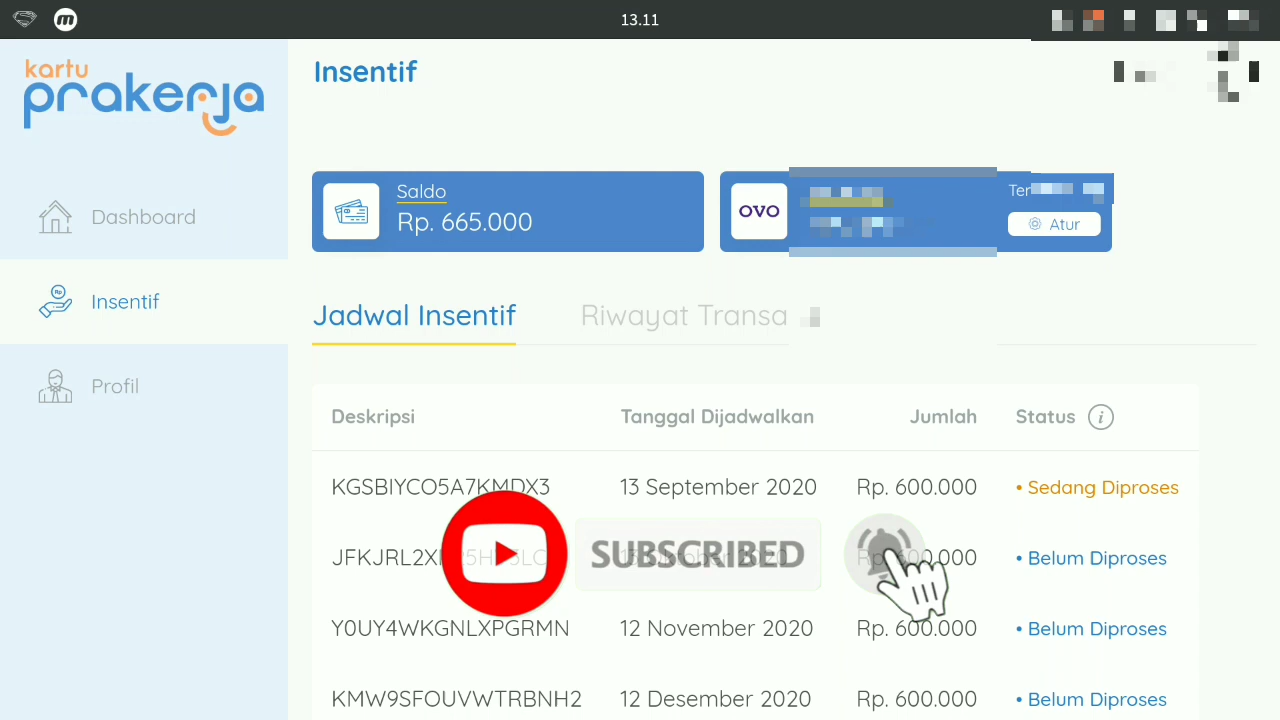 13.11
kartu
prakerja
Insentif
Saldo
Rp. 665.000
OVO
Atur
Dashboard
Insentif
Profil
Jadwal Insentif
Riwayat
Deskripsi Tanggal Dijadwalkan Jumlah Status i
KGSBIYCO5A7KMDX3 13 September 2020 Rp. 600.000 • Sedang Diproses
SUBSCRIBED
2020 • Belum Diproses
Y0UY4WKGNLXPGRMN 12 November 2020 Rp. 600.000 • Belum Diproses
KMW9SFOUVWTRBNH2 12 Desember 2020 Rp. 600.000 • Belum Diproses